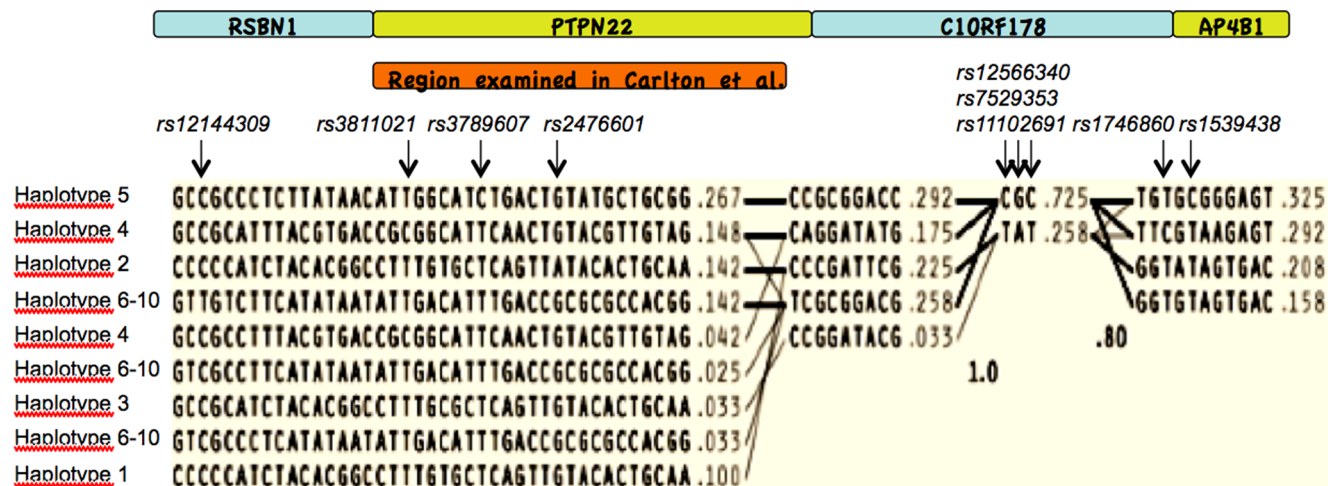 RSBN1 PTPN22 C1ORF178 AP4B1
Region examined in Carlton et al.
rs12566340
rs7529353
rs12144309 rs3811021 rs3789607 rs2476601 rs11102691 rs1746860 rs1539438
Haplotype 5 GCCGCCCTCTTATAACATTGGCATCTGACTGTATGCTGCGG .267 CCGCGGACC .292 CGC .725 TGTGCGGGAGT .325
Haplotype 4 GCCGCATTTACGTGACCGCGGCATTCAACTGTACGTTGTAG .148 CAGGATATG .175 TAT .258 TTCGTAAGAGT .292
Haplotype 2 CCCCCATCTACACGGCCTTTGTGCTCAGTTATACACTGCAA .142 CCCGATTCG .225 GGTATAGTGAC .208
Haplotype 6-10 GTTGTCTTCATATAATATTGACATTTGACCGCGCGCCACGG .142 TCGCGGACG .258 GGTGTAGTGAC .158
Haplotype 4 GCCGCCTTTACGTGACCGCGGCATTCAACTGTACGTTGTAG .042 CCGGATACG .033 .80
Haplotype 6-10 GTCGCCTTCATATAATATTGACATTTGACCGCGCGCCACGG .025 1.0
Haplotype 3 GCCGCATCTACACGGCCTTTGCGCTCAGTTGTACACTGCAA .033
Haplotype 6-10 GTCGCCCTCATATAATATTGACATTTGACCGCGCGCCACGG .033
Haplotype 1 CCCCCATCTACACGGCCTTTGTGCTCAGTTGTACACTGCAA .100